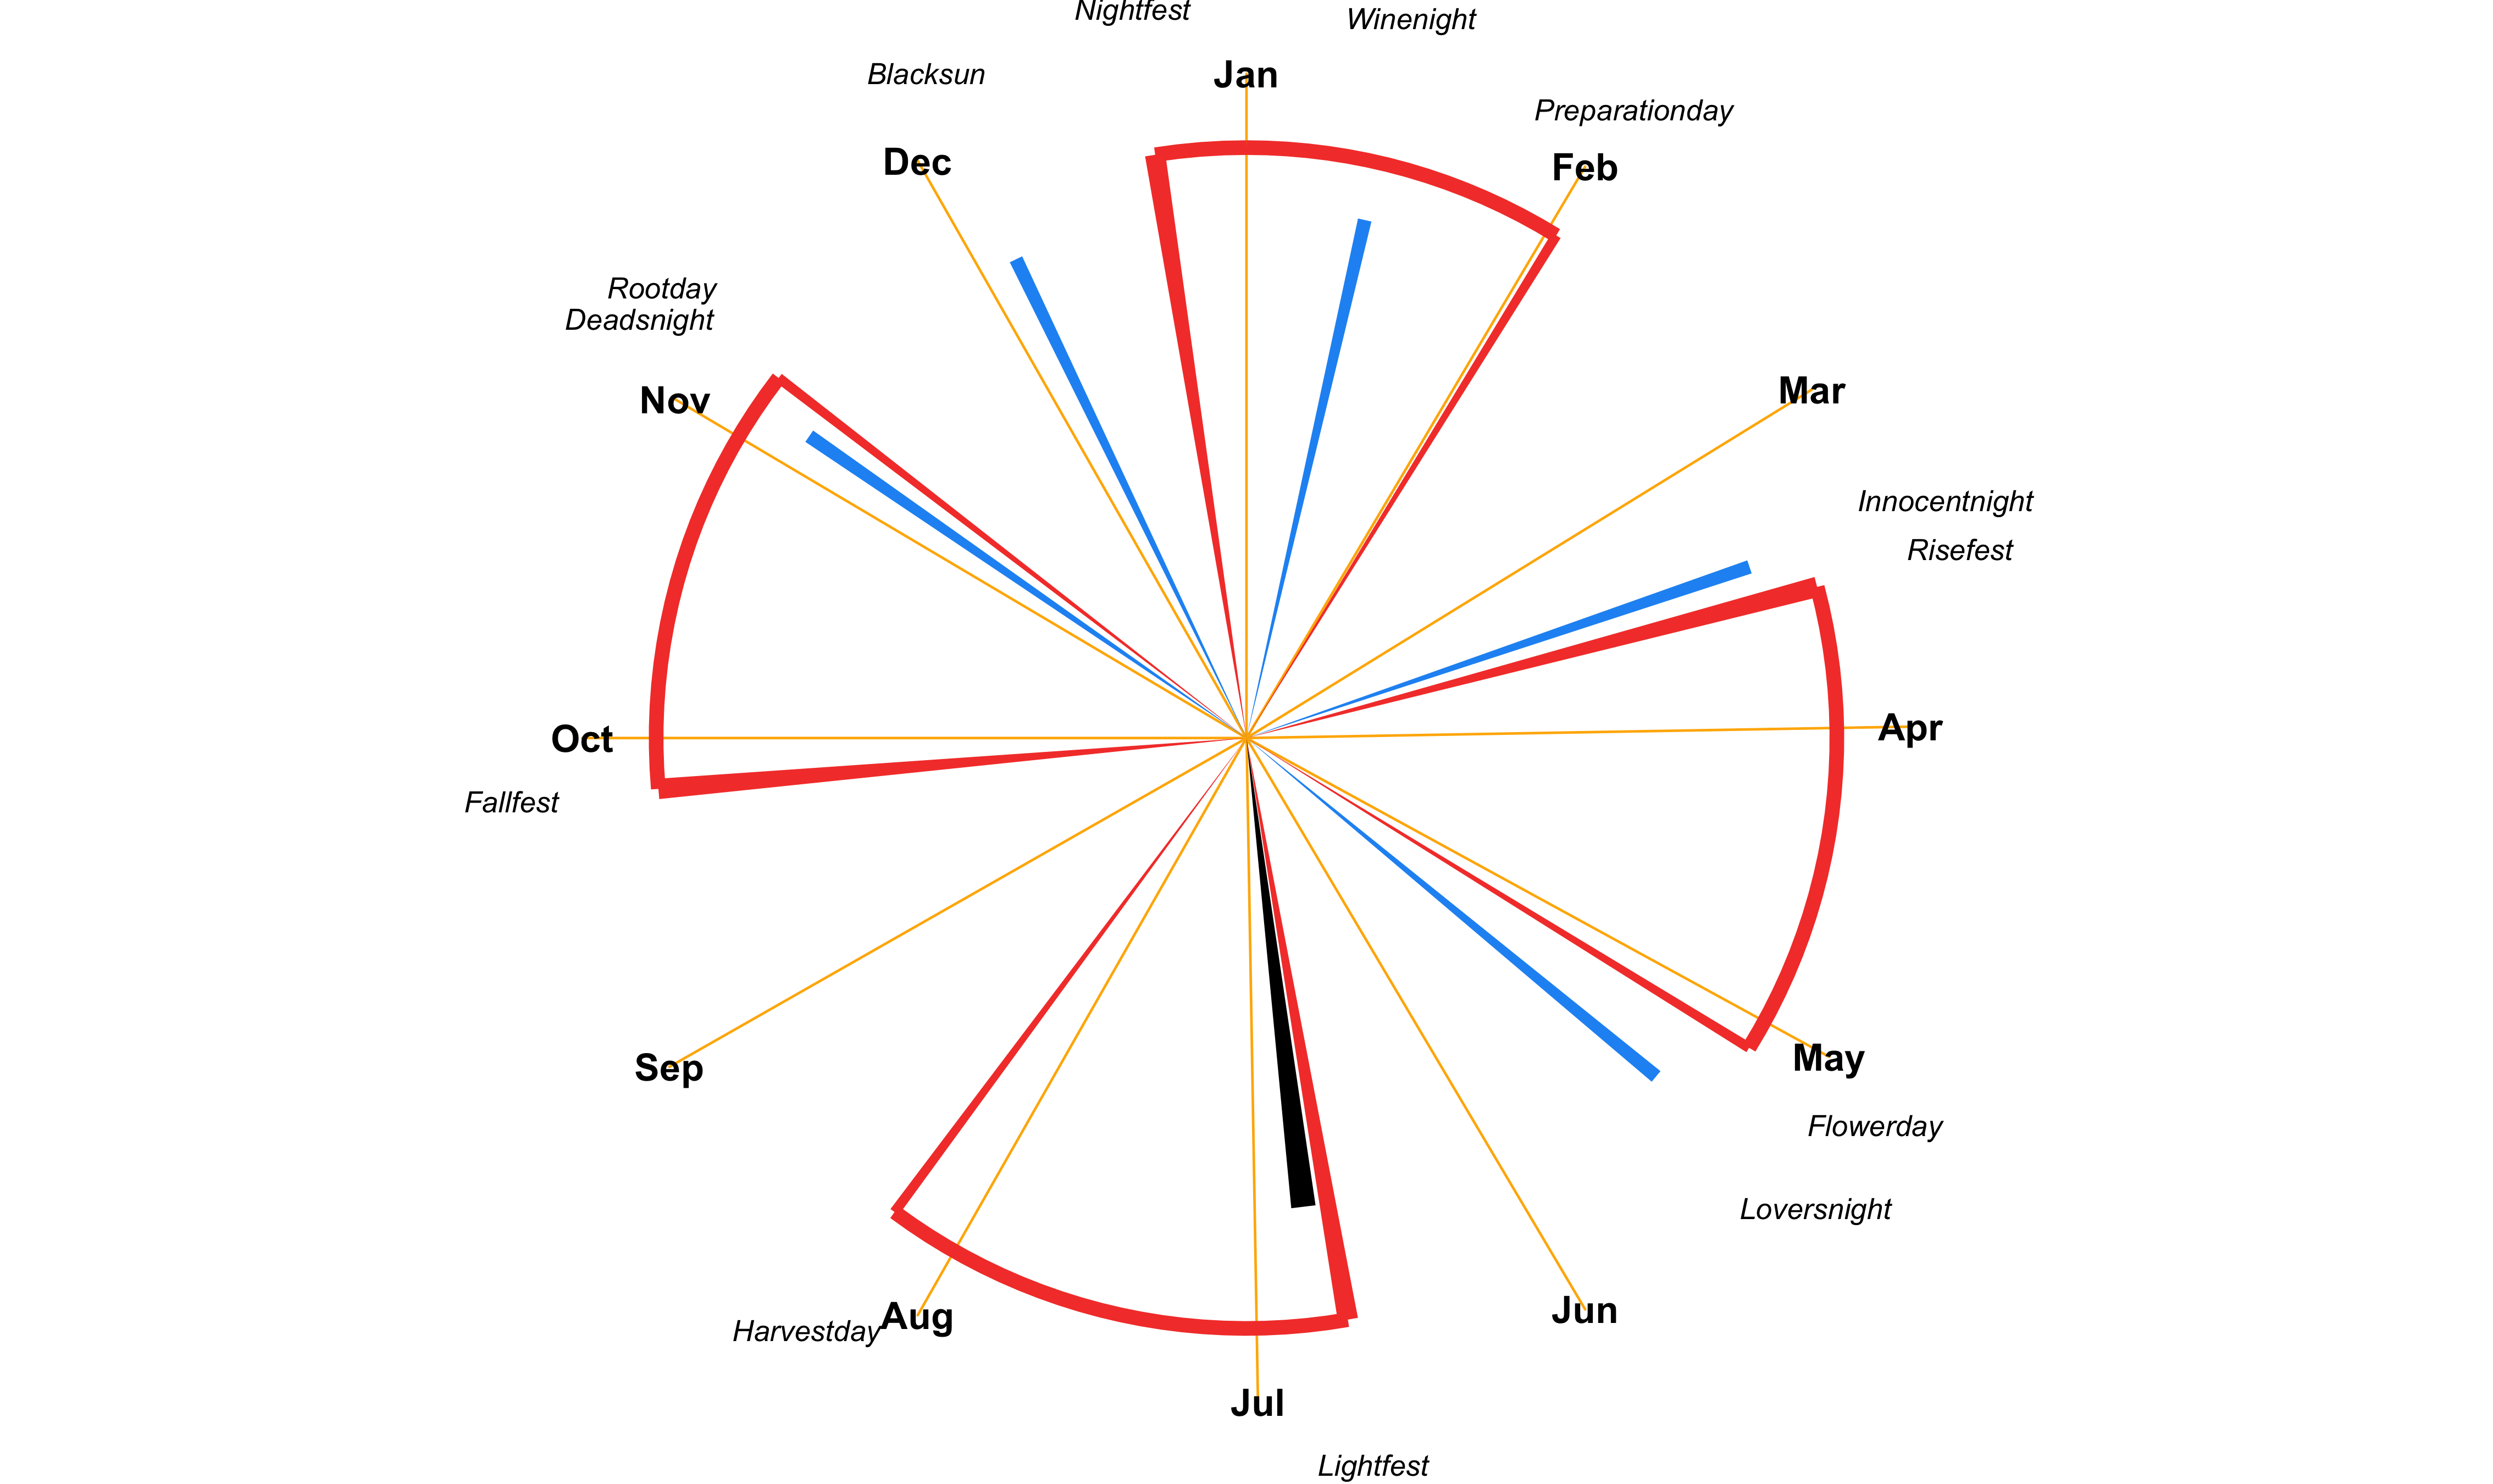 Nightfest
Winenight
Blacksun
Jan
Preparationday
Dec
Feb
Rootday
Deadsnight
Mar
Nov
Innocentnight
Risefest
Apr
Oct
Fallfest
May
Sep
Flowerday
Loversnight
Jun
Aug
Harvestday
Jul
Lightfest